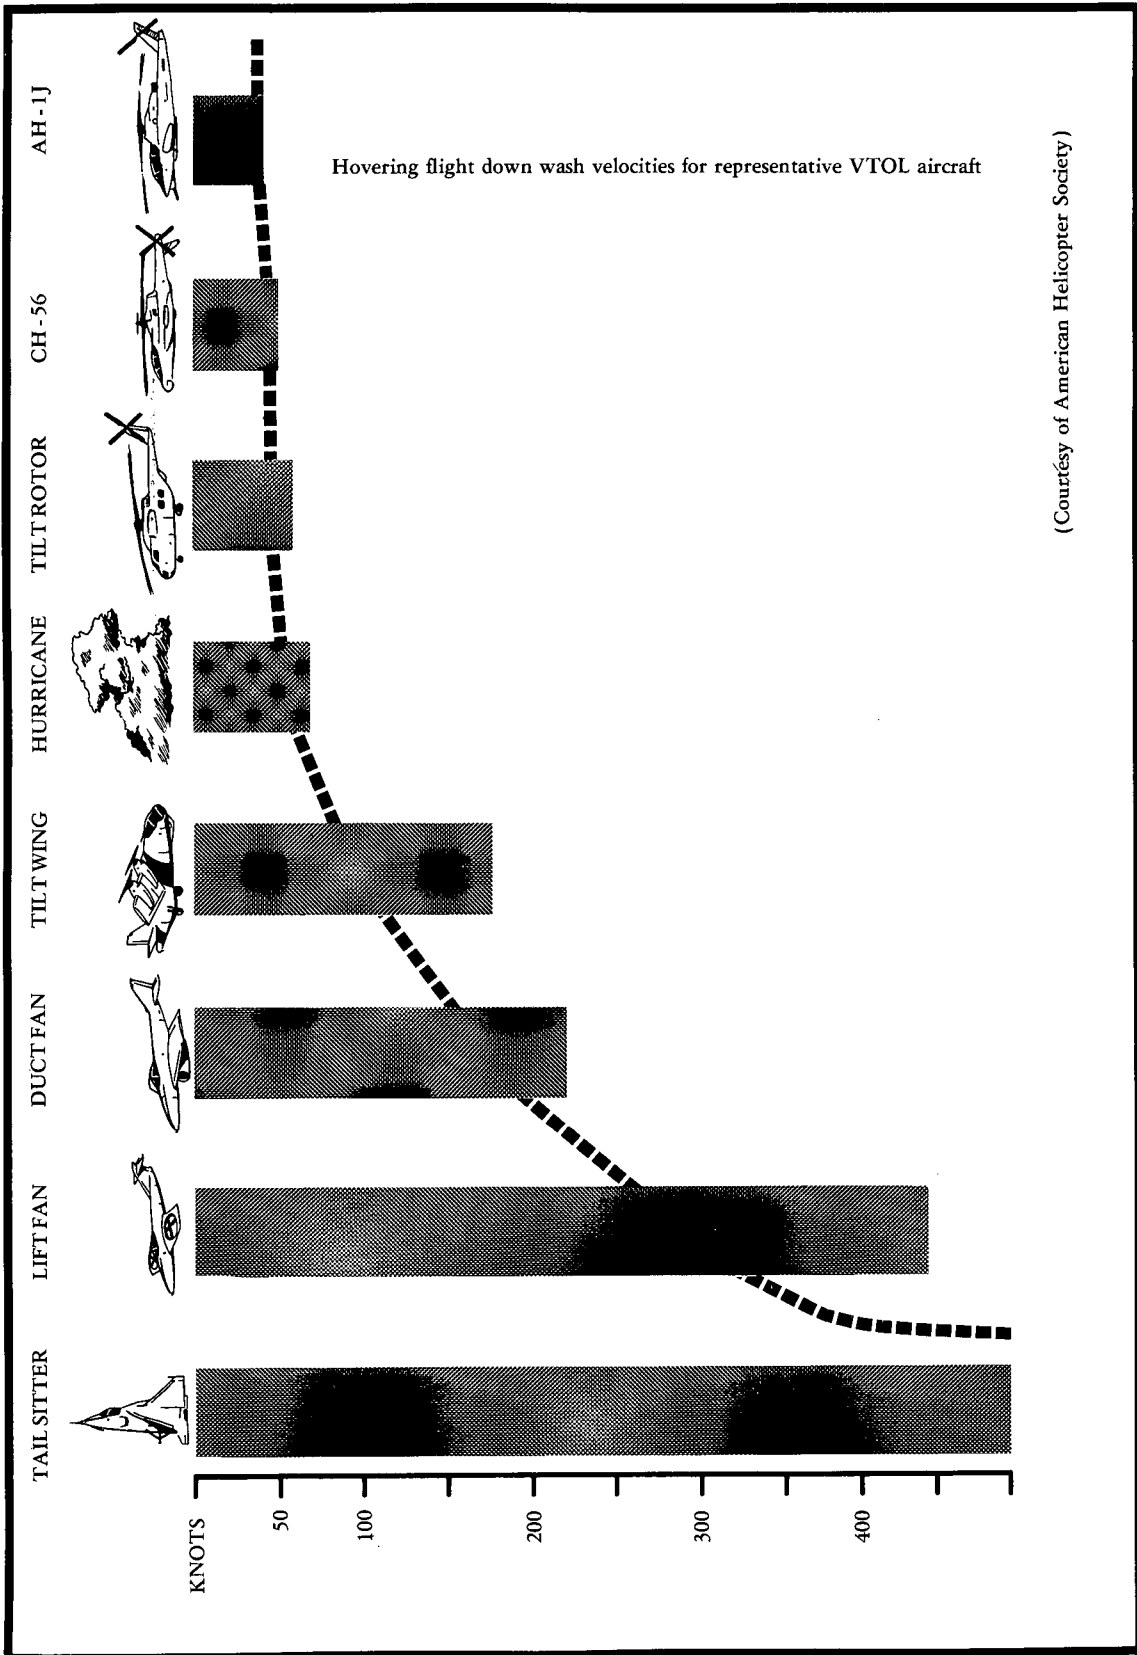 KNOTS
50
100
200
300
400
TAIL SITTER
LIFT FAN
DUCT FAN
TILT WING
HURRICANE
TILT ROTOR
CH - 56
AH - 1J
Hovering flight down wash velocities for representative VTOL aircraft
(Courtesy of American Helicopter Society)